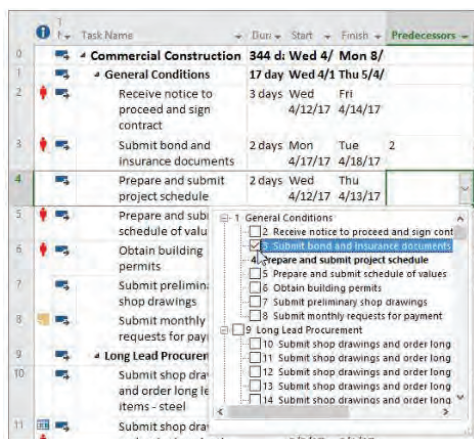 Task Name Start Finish Predecessors
0 Commercial Construction 344 d: Wed 4/ Mon 8/
1 General Conditions 17 day Wed 4/1 Thu 5/4/
2 Receive notice to 3 days Wed Fri
proceed and sign 4/12/17 4/14/17
contract
3 Submit bond and 2 days Mon Tue 2
insurance documents 4/17/17 4/18/17
4 Prepare and submit 2 days Wed Thu
project schedule 4/12/17 4/13/17
5 Prepare and subi
schedule of valu
6 Obtain building
permits
7 Submit prelimin
shop drawings
8 Submit monthly
requests for payi
9 Long Lead Procuren
10 Submit shop dra
and order long le
items - steel
11 Submit shop dra
1 General Conditions
2 Receive notice to proceed and sign cont
3 Submit bond and insurance documents
4 Prepare and submit project schedule
5 Prepare and submit schedule of values
6 Obtain building permits
7 Submit preliminary shop drawings
8 Submit monthly requests for payment
9 Long Lead Procurement
10 Submit shop drawings and order long
11 Submit shop drawings and order long
12 Submit shop drawings and order long
13 Submit shop drawings and order long
14 Submit shop drawings and order long